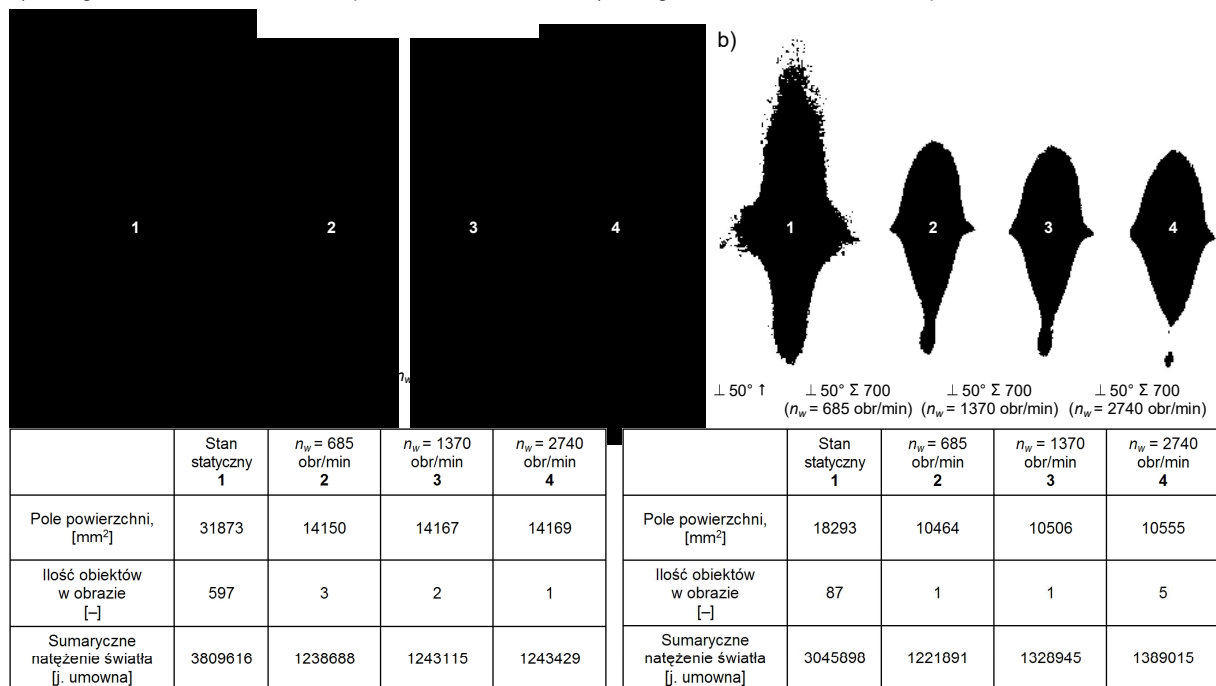 b)
1 2 3 4
1 2 3 4
n_w
⊥ 50° ↑ ⊥ 50° Σ 700 ⊥ 50° Σ 700 ⊥ 50° Σ 700
(n_w = 685 obr/min) (n_w = 1370 obr/min) (n_w = 2740 obr/min)
Stan
statyczny
1
n_w = 685
obr/min
2
n_w = 1370
obr/min
3
n_w = 2740
obr/min
4
Pole powierzchni,
[mm²]
31873 14150 14167 14169
Ilość obiektów
w obrazie
[–]
597 3 2 1
Sumaryczne
natężenie światła
[j. umowna]
3809616 1238688 1243115 1243429
Stan
statyczny
1
n_w = 685
obr/min
2
n_w = 1370
obr/min
3
n_w = 2740
obr/min
4
Pole powierzchni,
[mm²]
18293 10464 10506 10555
Ilość obiektów
w obrazie
[–]
87 1 1 5
Sumaryczne
natężenie światła
[j. umowna]
3045898 1221891 1328945 1389015